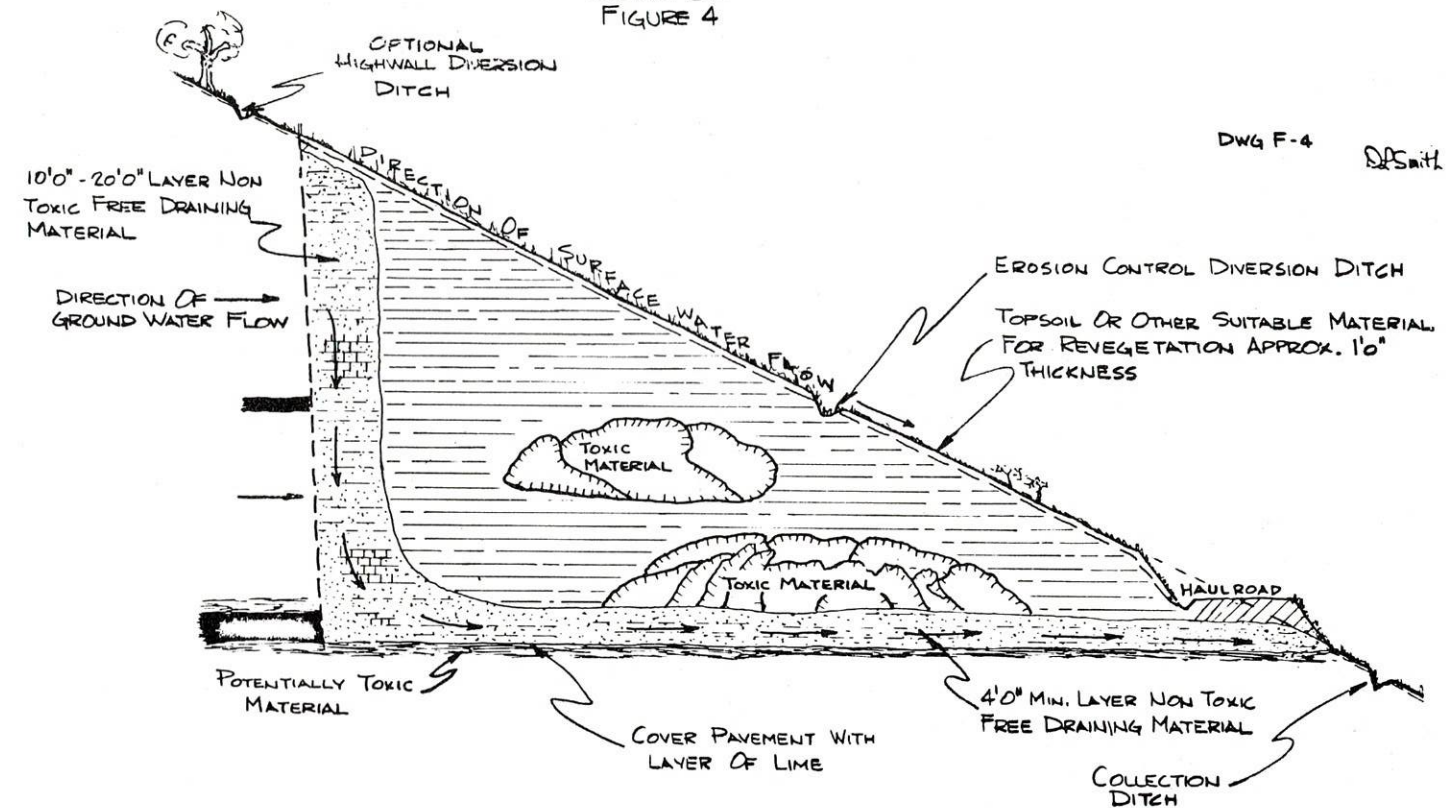 FIGURE 4
OPTIONAL
HIGHWALL DIVERSION
DITCH
DWG F-4
DLSmith
10'0" - 20'0" LAYER NON
TOXIC FREE DRAINING
MATERIAL
DIRECTION OF SURFACE WATER FLOW
EROSION CONTROL DIVERSION DITCH
DIRECTION OF
GROUND WATER FLOW
TOPSOIL OR OTHER SUITABLE MATERIAL
FOR REVEGETATION APPROX. 1'0"
THICKNESS
TOXIC
MATERIAL
TOXIC MATERIAL
HAULROAD
POTENTIALLY TOXIC
MATERIAL
4'0" MIN. LAYER NON TOXIC
FREE DRAINING MATERIAL
COVER PAVEMENT WITH
LAYER OF LIME
COLLECTION
DITCH